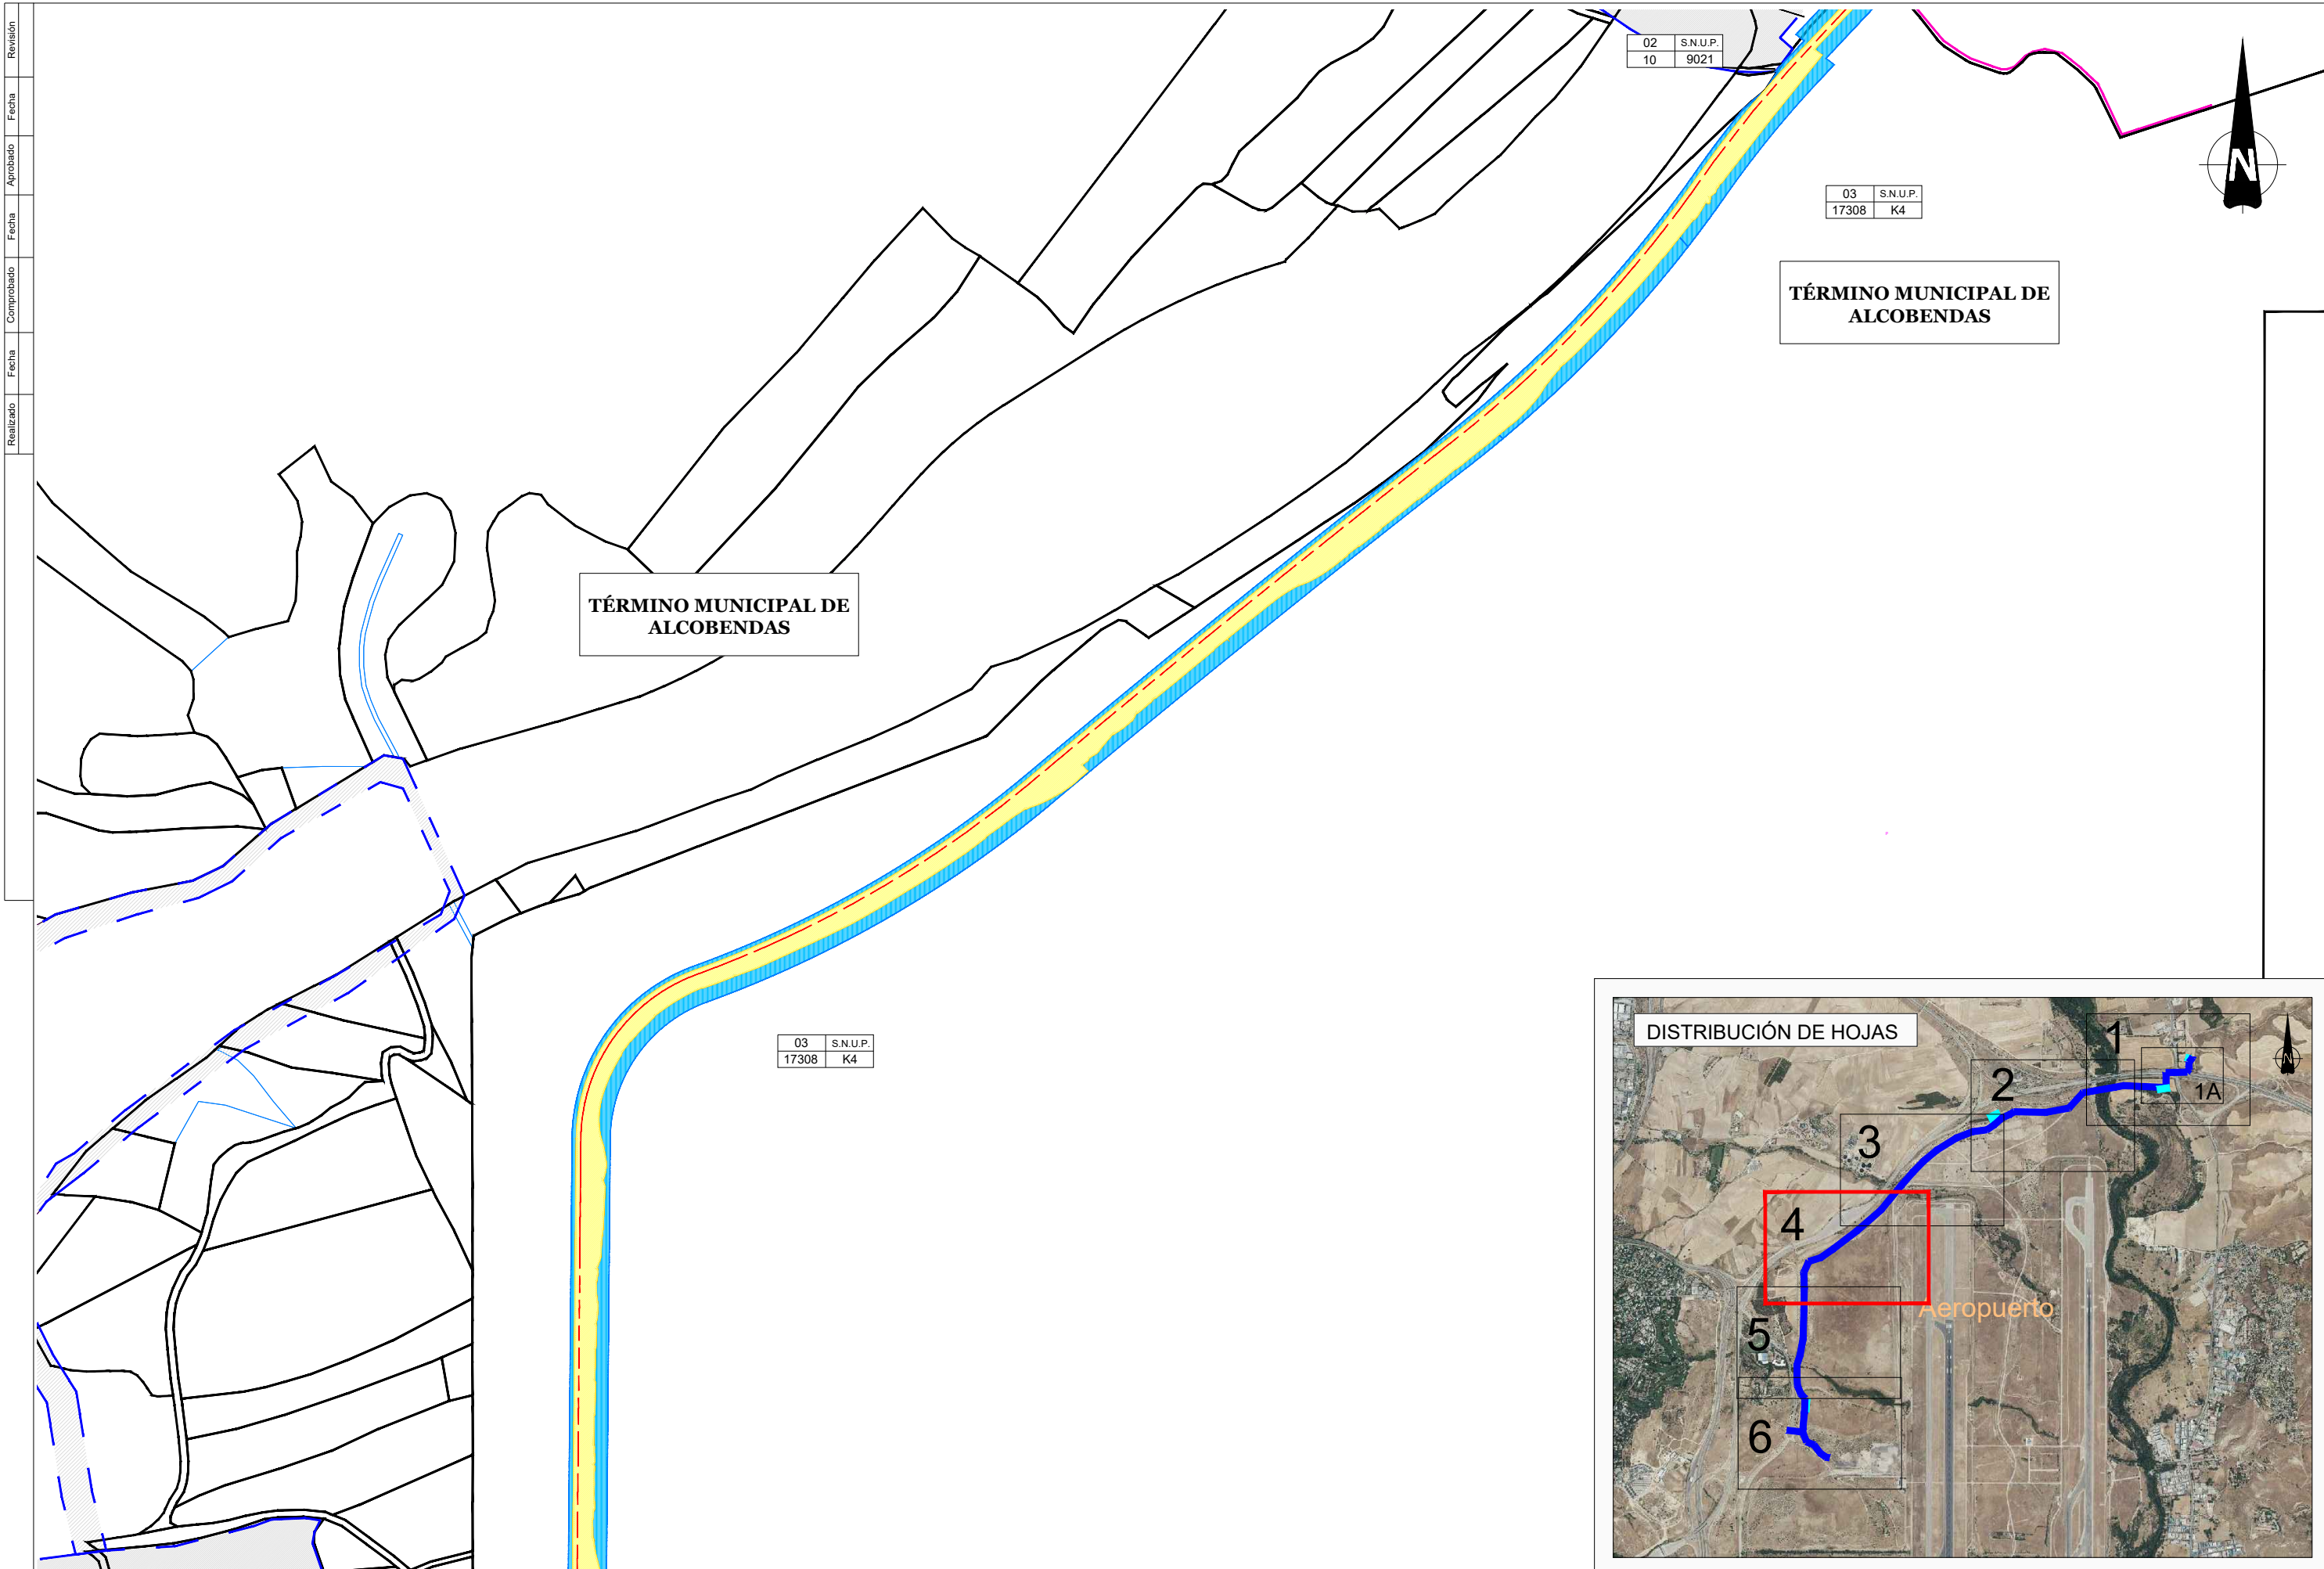 Revisión
Fecha
Aprobado
Fecha
Comprobado
Fecha
Realizado
02 S.N.U.P.
10 9021
N
03 S.N.U.P.
17308 K4
TÉRMINO MUNICIPAL DE
ALCOBENDAS
TÉRMINO MUNICIPAL DE
ALCOBENDAS
03 S.N.U.P.
17308 K4
DISTRIBUCIÓN DE HOJAS
1
N
2
1A
3
4
Aeropuerto
5
6